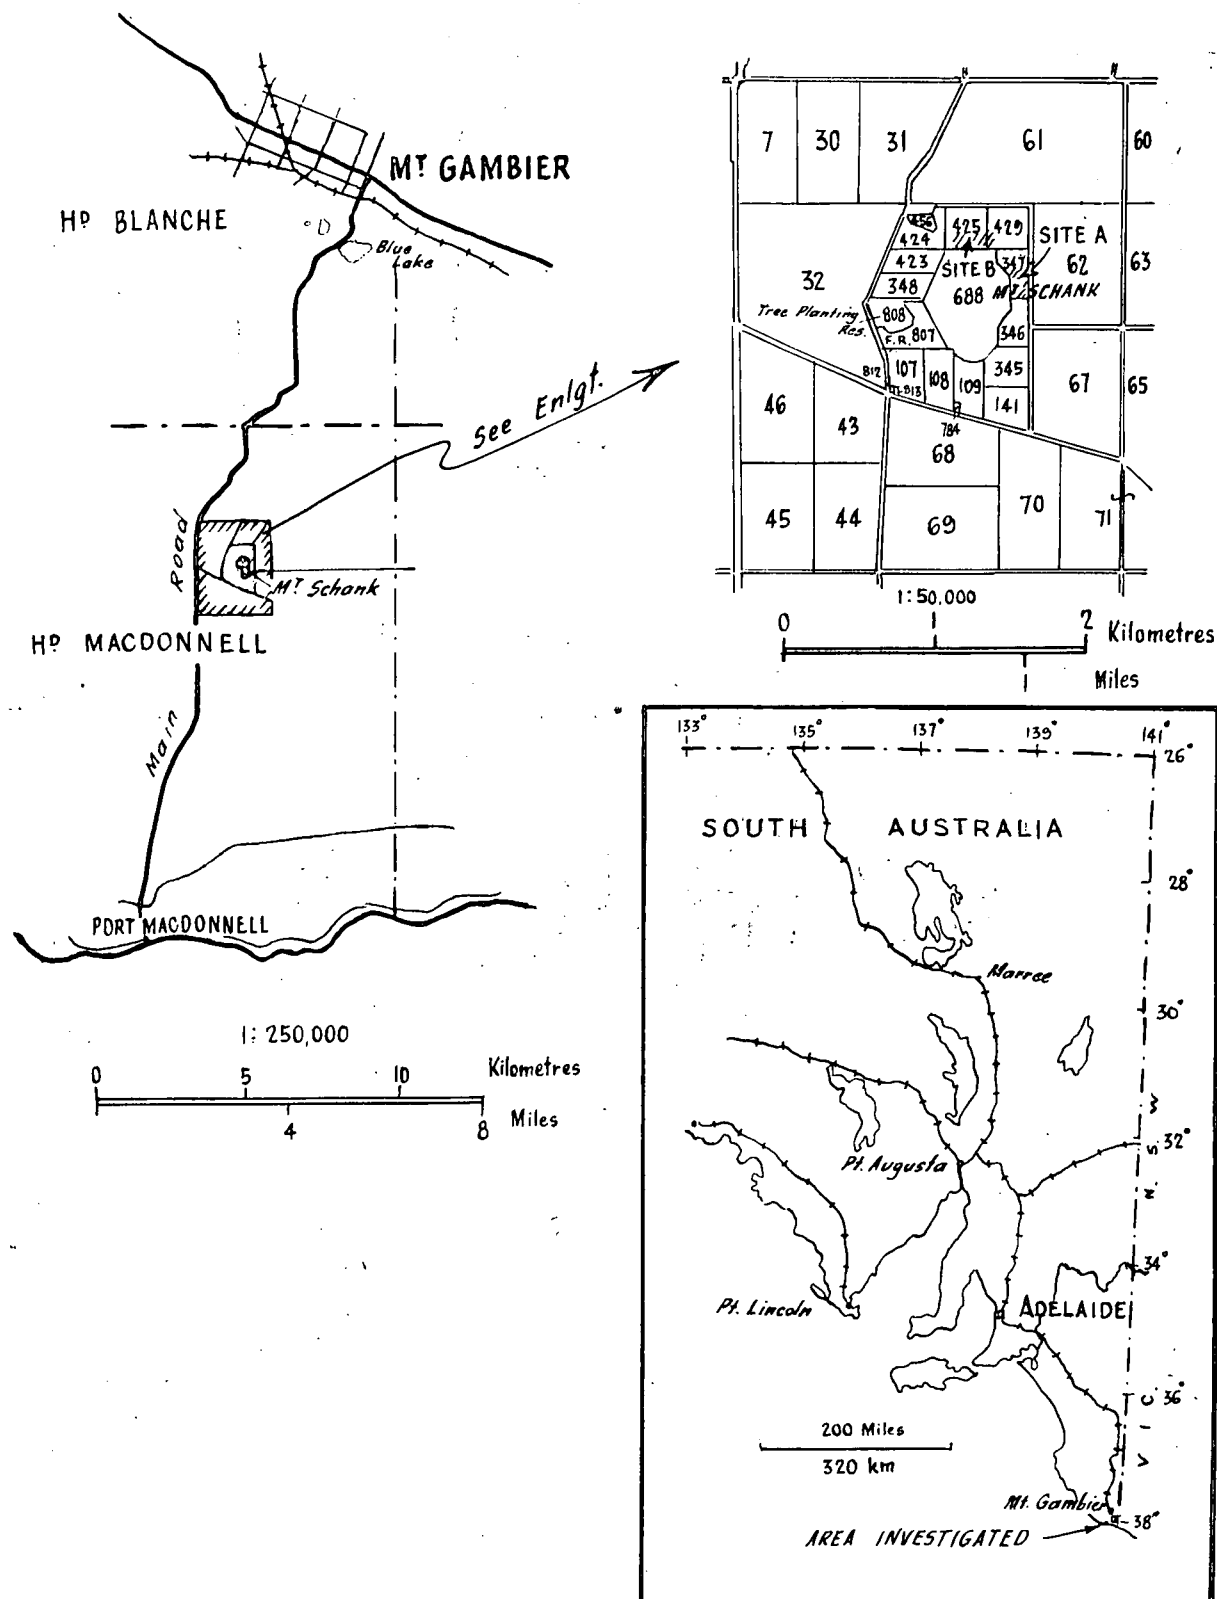 Mᵀ GAMBIER
Hᴰ BLANCHE
Blue
Lake
See Enlgt.
Road
Mᵀ Schank
Hᴰ MACDONNELL
Main
PORT MACDONNELL
1: 250,000
0 5 10 Kilometres
4 8 Miles
7 30 31 61 60
456 425 429
424
SITE A
423 SITE B 347 62 63
32 348 688 Mᵀ SCHANK
Tree Planting
Res.
808
F.R. 807 346
812 107 108 109 345 67 65
813 141
46 43 784
68
45 44 69 70 71
1:50,000
0 2 Kilometres
1 Miles
133° 135° 137° 139° 141°
26°
SOUTH AUSTRALIA
28°
Marree
30°
32°
N. S. W
Pt. Augusta
34°
Pt. Lincoln
ADELAIDE
36°
VIC
200 Miles
320 km
Mt. Gambier
38°
AREA INVESTIGATED